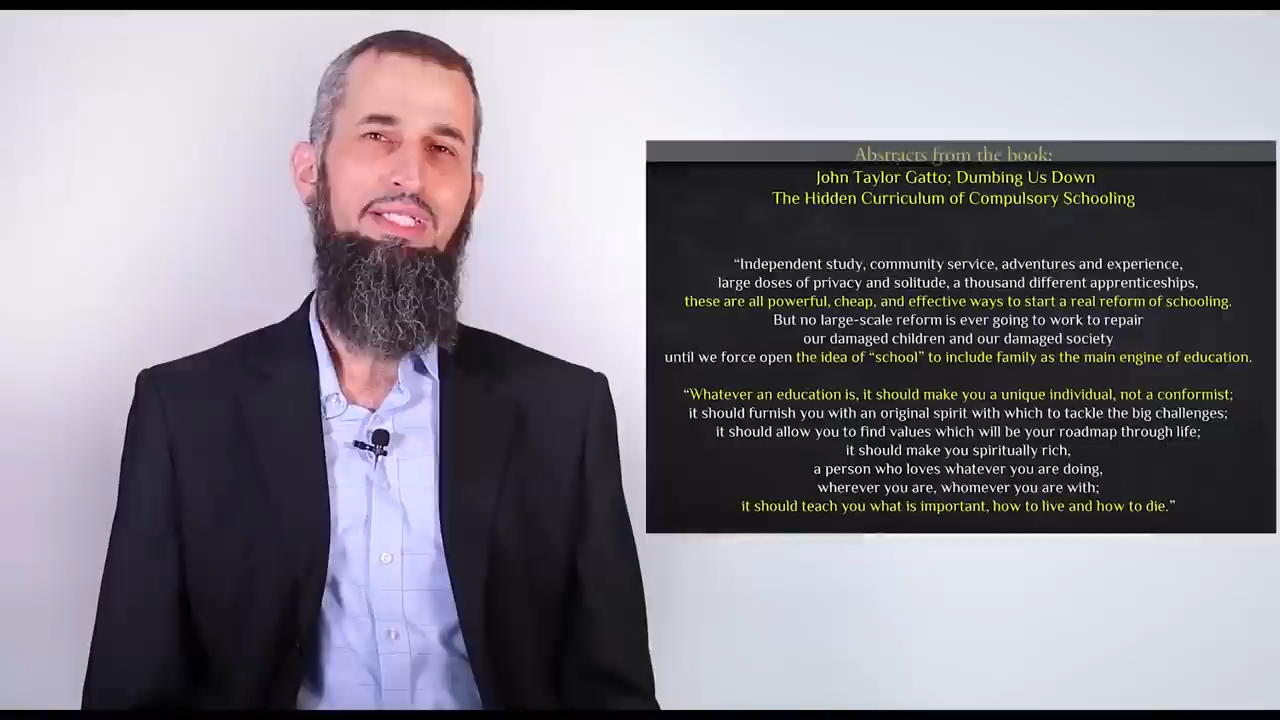 Abstracts from the book:
John Taylor Gatto; Dumbing Us Down
The Hidden Curriculum of Compulsory Schooling
“Independent study, community service, adventures and experience,
large doses of privacy and solitude, a thousand different apprenticeships,
these are all powerful, cheap, and effective ways to start a real reform of schooling.
But no large-scale reform is ever going to work to repair
our damaged children and our damaged society
until we force open the idea of “school” to include family as the main engine of education.
“Whatever an education is, it should make you a unique individual, not a conformist;
it should furnish you with an original spirit with which to tackle the big challenges;
it should allow you to find values which will be your roadmap through life;
it should make you spiritually rich,
a person who loves whatever you are doing,
wherever you are, whomever you are with;
it should teach you what is important, how to live and how to die.”